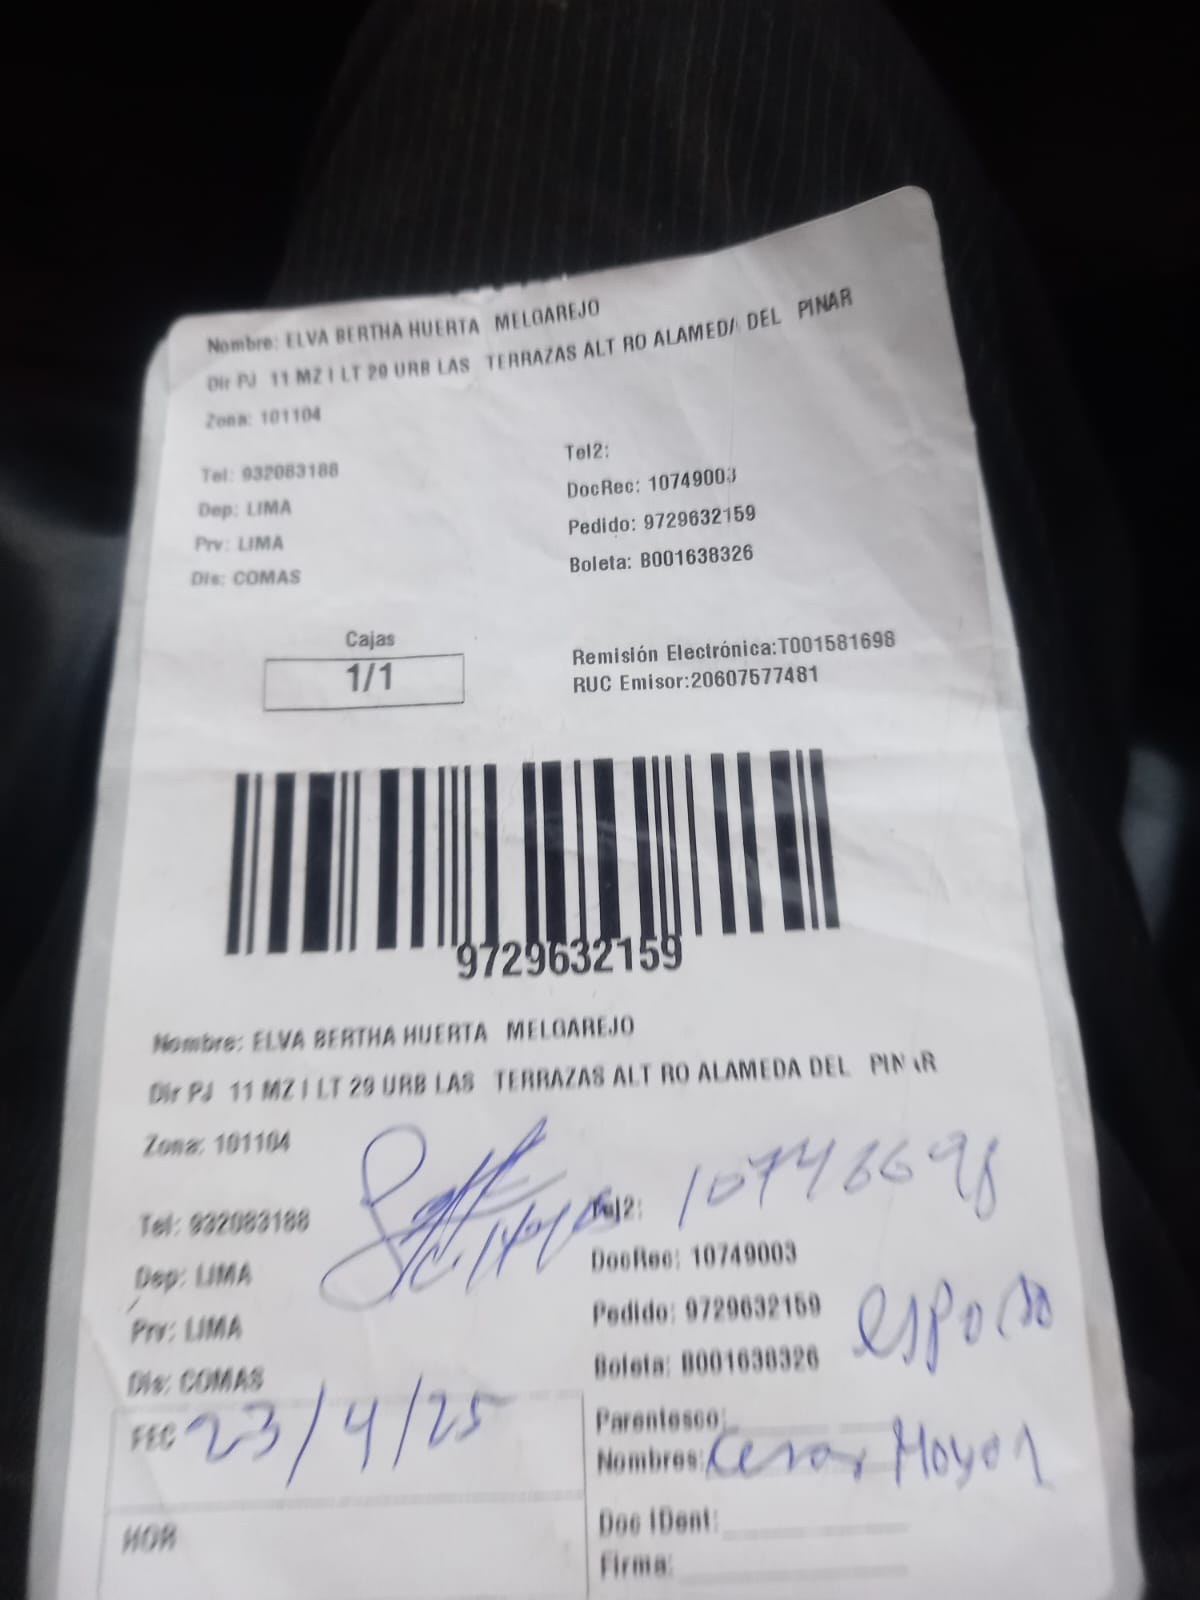 Nombre: ELVA BERTHA HUERTA MELGAREJO
Dir PJ 11 MZ I LT 29 URB LAS TERRAZAS ALT RO ALAMEDA DEL PINAR
Zona: 101104
Tel: 932083188
Tel2:
DocRec: 10749003
Dep: LIMA
Pedido: 9729632159
Prv: LIMA
Boleta: B001638326
Dis: COMAS
Cajas
1/1
Remisión Electrónica:T001581698
RUC Emisor:20607577481
9729632159
Nombre: ELVA BERTHA HUERTA MELGAREJO
Dir PJ 11 MZ I LT 29 URB LAS TERRAZAS ALT RO ALAMEDA DEL PINAR
Zona: 101104
Tel: 932083188
Tel2:
Dep: LIMA
DocRec: 10749003
Prv: LIMA
Pedido: 9729632159
esposo
Dis: COMAS
Boleta: B001638326
FEC 23/4/25
Parentesco:
Nombres: Cesar
HOR
Doc IDent:
Firma: